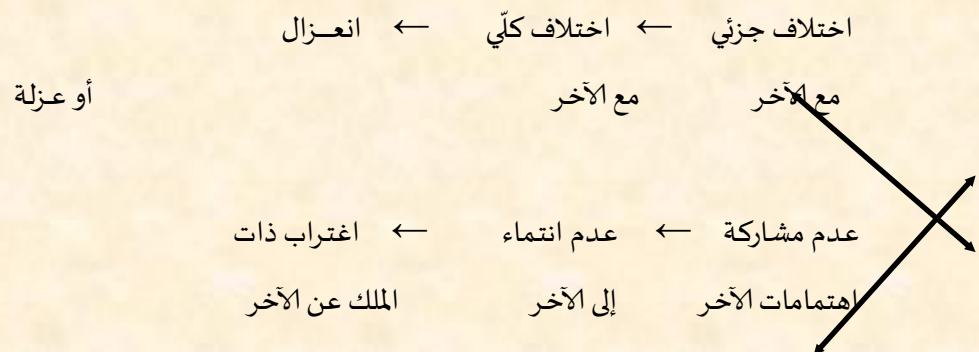 اختلاف جزئي ← اختلاف كلّي ← انعـزال
مع الآخر مع الآخر أو عـزلة
عدم مشاركة ← عدم انتماء ← اغتراب ذات
اهتمامات الآخر إلى الآخر الملك عن الآخر